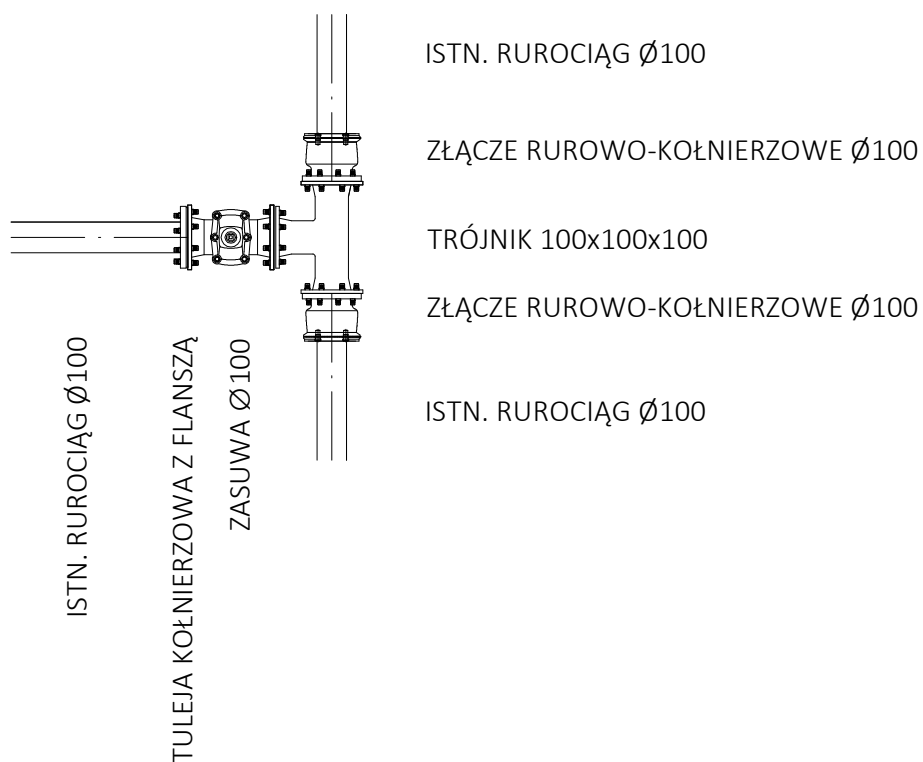 ISTN. RUROCIĄG Ø100
ZŁĄCZE RUROWO-KOŁNIERZOWE Ø100
TRÓJNIK 100x100x100
ZŁĄCZE RUROWO-KOŁNIERZOWE Ø100
ISTN. RUROCIĄG Ø100
ISTN. RUROCIĄG Ø100
TULEJA KOŁNIERZOWA Z FLANSZĄ
ZASUWA Ø100